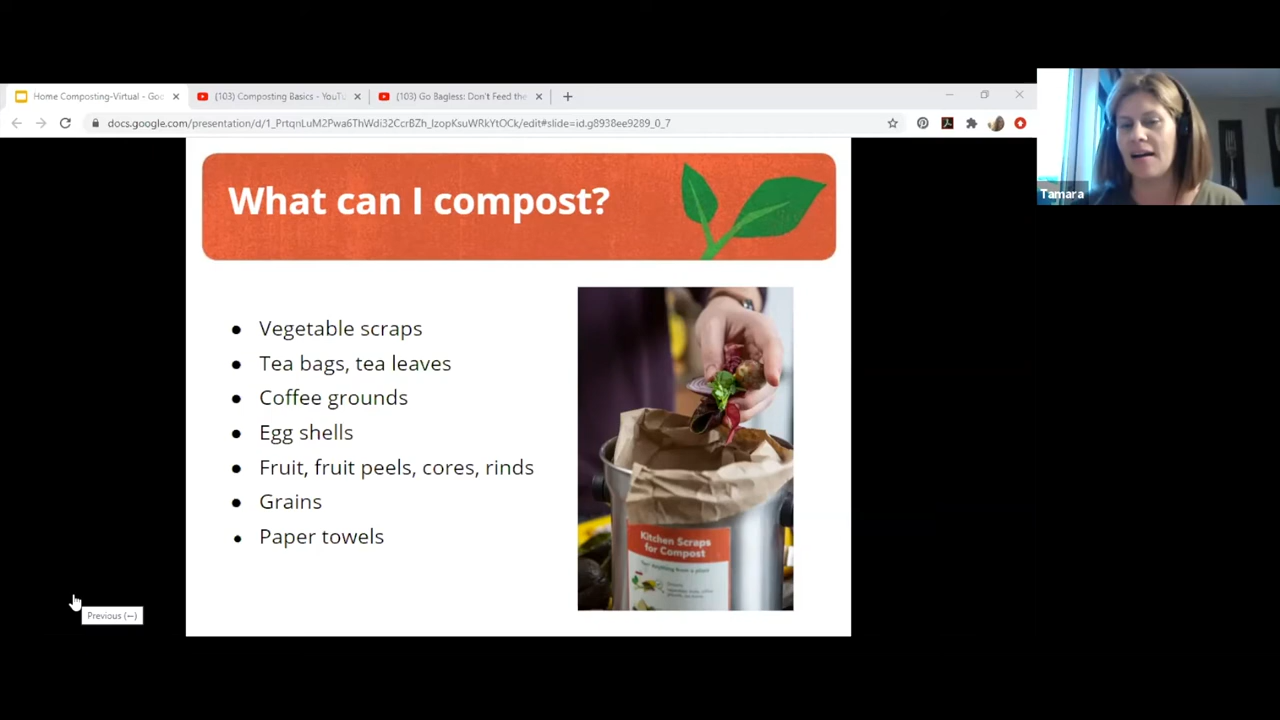 Home Composting-Virtual - Goo
(103) Composting Basics - YouTu
(103) Go Bagless: Don't Feed the
docs.google.com/presentation/d/1_PrtqnLuM2Pwa6ThWdi32CcrBZh_IzopKsuWRkYtOCk/edit#slide=id.g8938ee9289_0_7
Tamara
What can I compost?
● Vegetable scraps
● Tea bags, tea leaves
● Coffee grounds
● Egg shells
● Fruit, fruit peels, cores, rinds
● Grains
● Paper towels
Kitchen Scraps
for Compost
Previous (←)